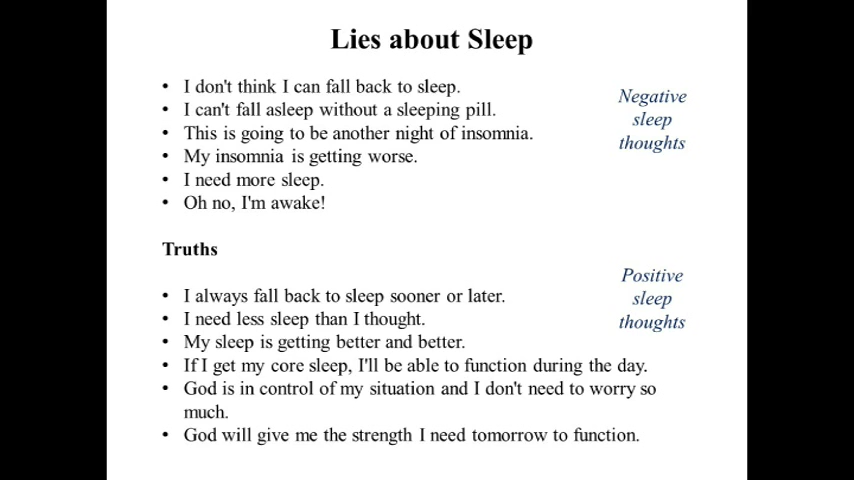 Lies about Sleep
• I don't think I can fall back to sleep.
• I can't fall asleep without a sleeping pill.
• This is going to be another night of insomnia.
• My insomnia is getting worse.
• I need more sleep.
• Oh no, I'm awake!
Negative
sleep
thoughts
Truths
• I always fall back to sleep sooner or later.
• I need less sleep than I thought.
• My sleep is getting better and better.
• If I get my core sleep, I'll be able to function during the day.
• God is in control of my situation and I don't need to worry so
much.
• God will give me the strength I need tomorrow to function.
Positive
sleep
thoughts